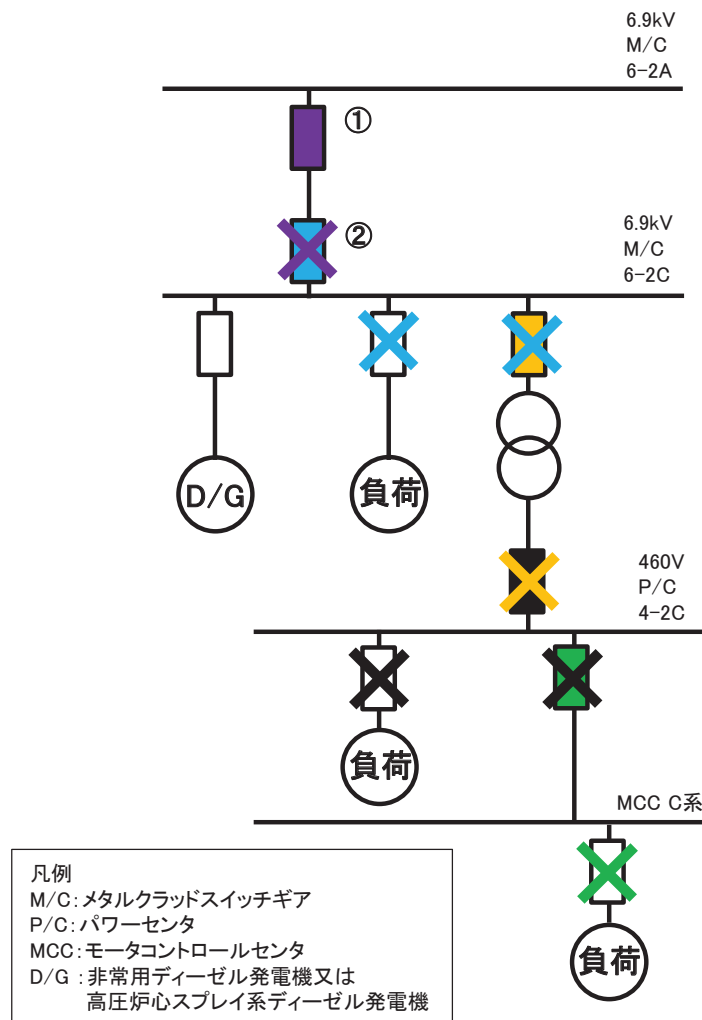 6.9kV
M/C
6-2A
①
②
6.9kV
M/C
6-2C
D/G
負荷
460V
P/C
4-2C
負荷
MCC C系
負荷
凡例
M/C:メタルクラッドスイッチギア
P/C:パワーセンタ
MCC:モータコントロールセンタ
D/G :非常用ディーゼル発電機又は
高圧炉心スプレイ系ディーゼル発電機